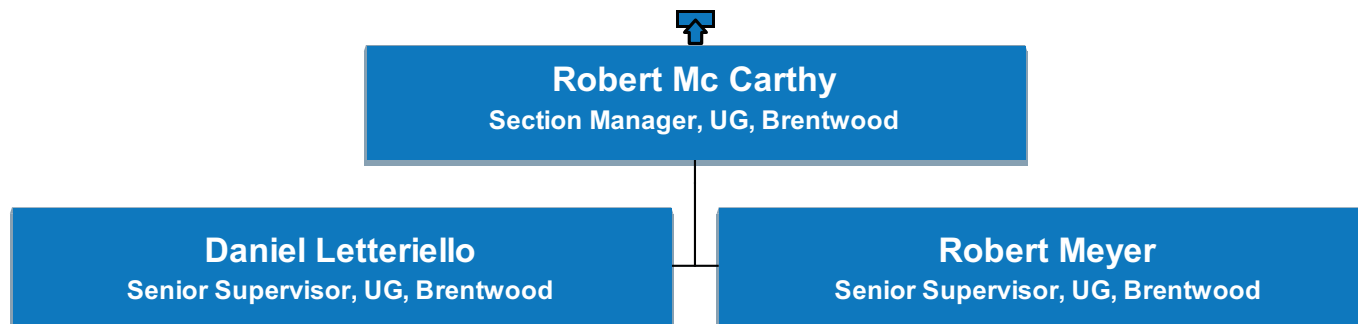 Robert Mc Carthy
Section Manager, UG, Brentwood
Daniel Letteriello
Senior Supervisor, UG, Brentwood
Robert Meyer
Senior Supervisor, UG, Brentwood